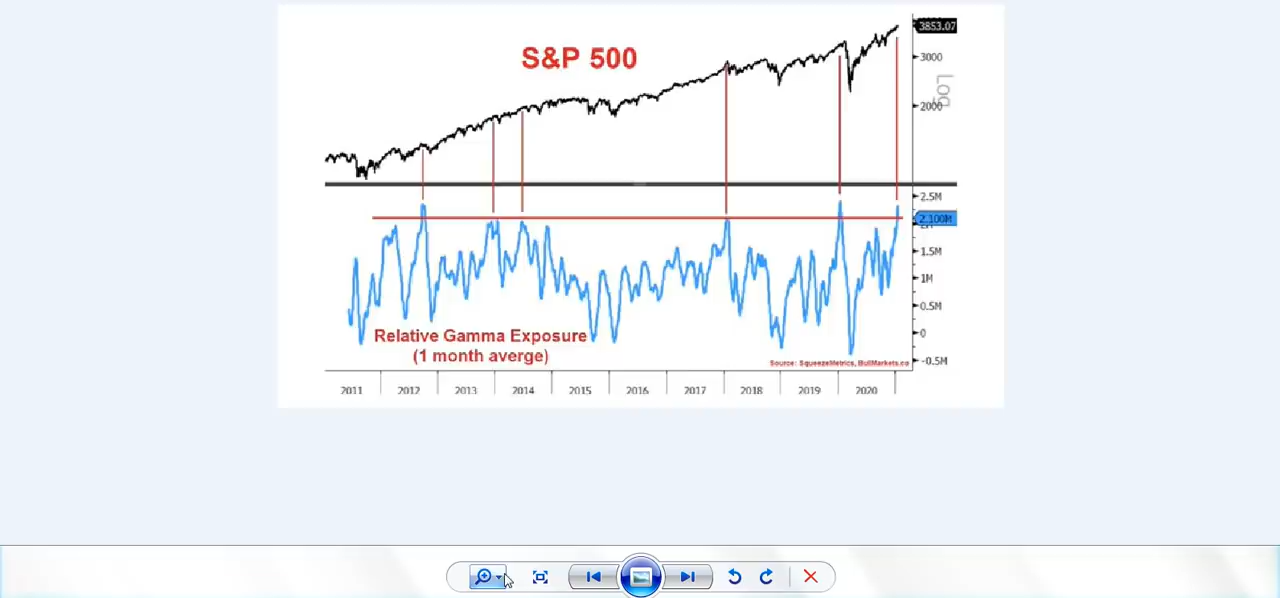 S&P 500
3853.07
3000
Log
2000
2.5M
2.100M
1.5M
1M
0.5M
0
-0.5M
Relative Gamma Exposure
(1 month averge)
Source: SqueezeMetrics, BullMarkets.co
2011 2012 2013 2014 2015 2016 2017 2018 2019 2020